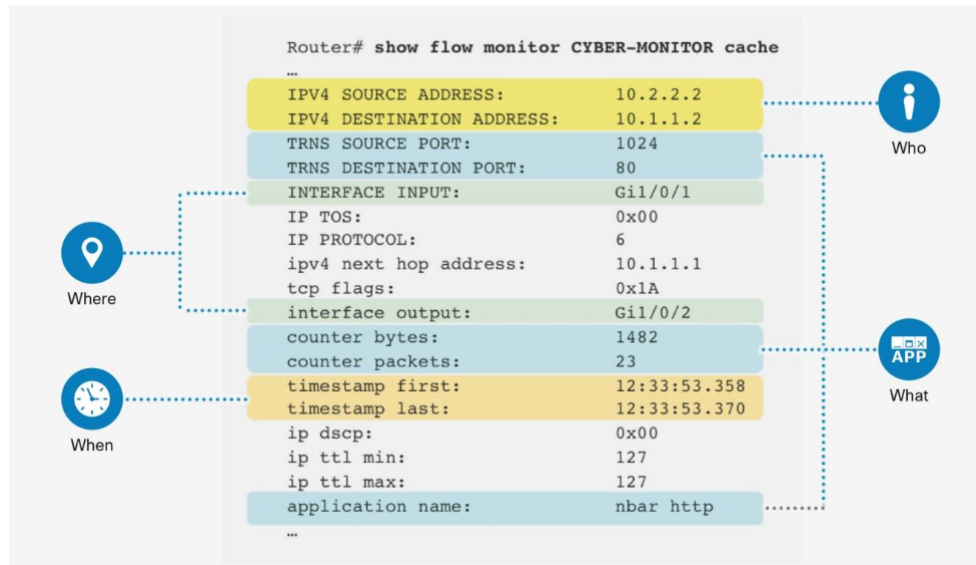 Router# show flow monitor CYBER-MONITOR cache
…
IPV4 SOURCE ADDRESS: 10.2.2.2
IPV4 DESTINATION ADDRESS: 10.1.1.2
Who
TRNS SOURCE PORT: 1024
TRNS DESTINATION PORT: 80
INTERFACE INPUT: Gi1/0/1
IP TOS: 0x00
IP PROTOCOL: 6
ipv4 next hop address: 10.1.1.1
tcp flags: 0x1A
Where
interface output: Gi1/0/2
counter bytes: 1482
counter packets: 23
APP
What
timestamp first: 12:33:53.358
timestamp last: 12:33:53.370
When
ip dscp: 0x00
ip ttl min: 127
ip ttl max: 127
application name: nbar http
…